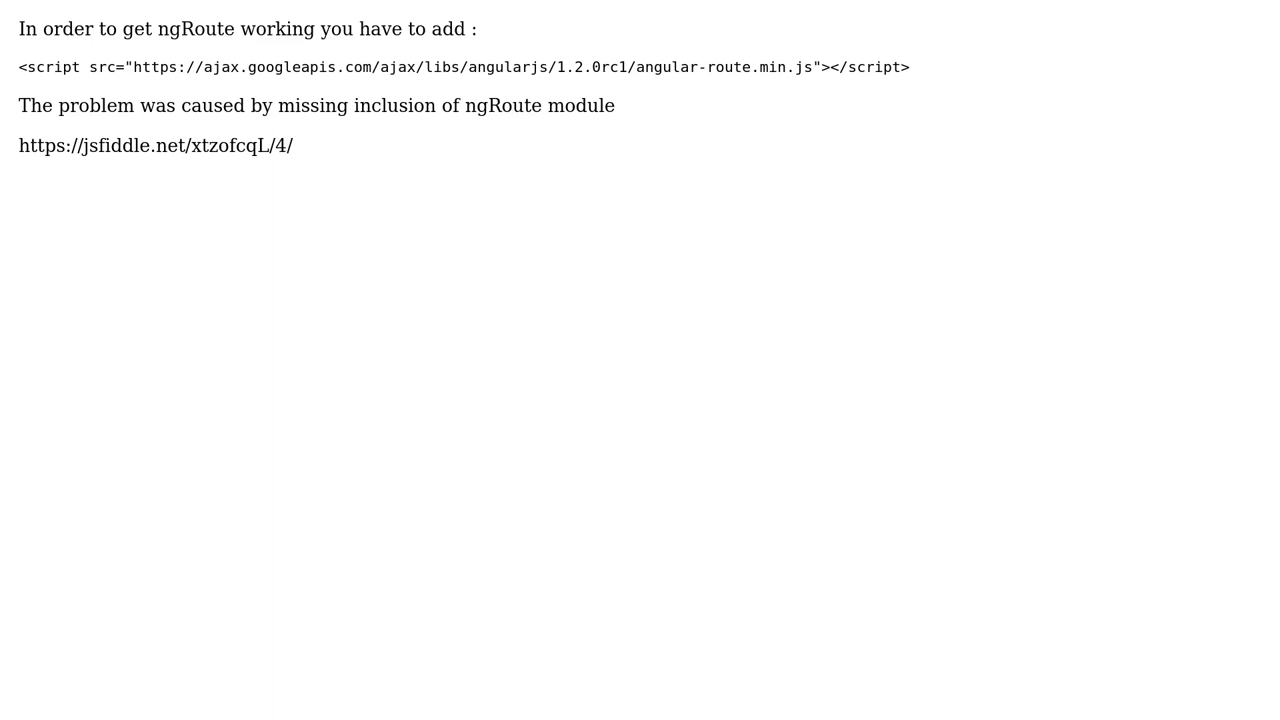 In order to get ngRoute working you have to add :
<script src="https://ajax.googleapis.com/ajax/libs/angularjs/1.2.0rc1/angular-route.min.js"></script>
The problem was caused by missing inclusion of ngRoute module
https://jsfiddle.net/xtzofcqL/4/